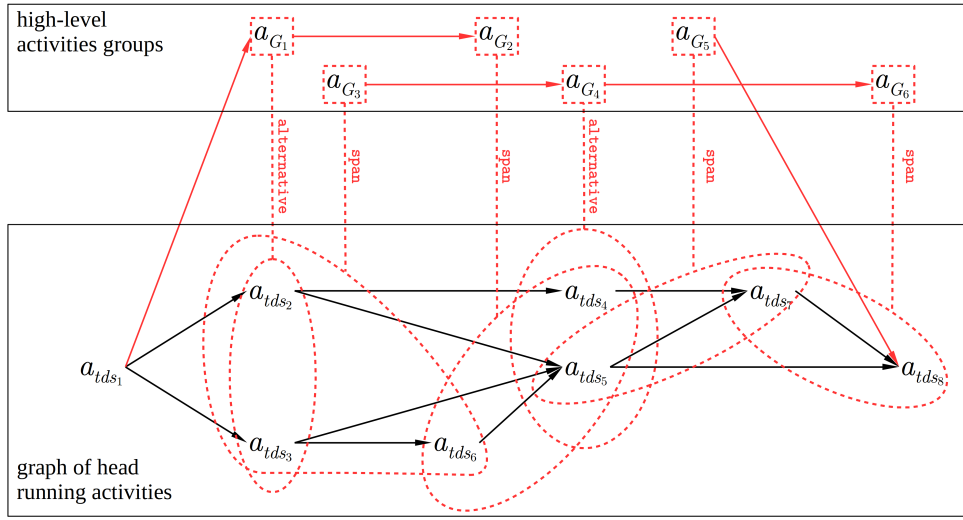 high-level
activities groups
a_{G_1}
a_{G_2}
a_{G_5}
a_{G_3}
a_{G_4}
a_{G_6}
alternative
span
span
alternative
span
span
a_{tds_2}
a_{tds_4}
a_{tds_7}
a_{tds_1}
a_{tds_5}
a_{tds_8}
a_{tds_3}
a_{tds_6}
graph of head
running activities